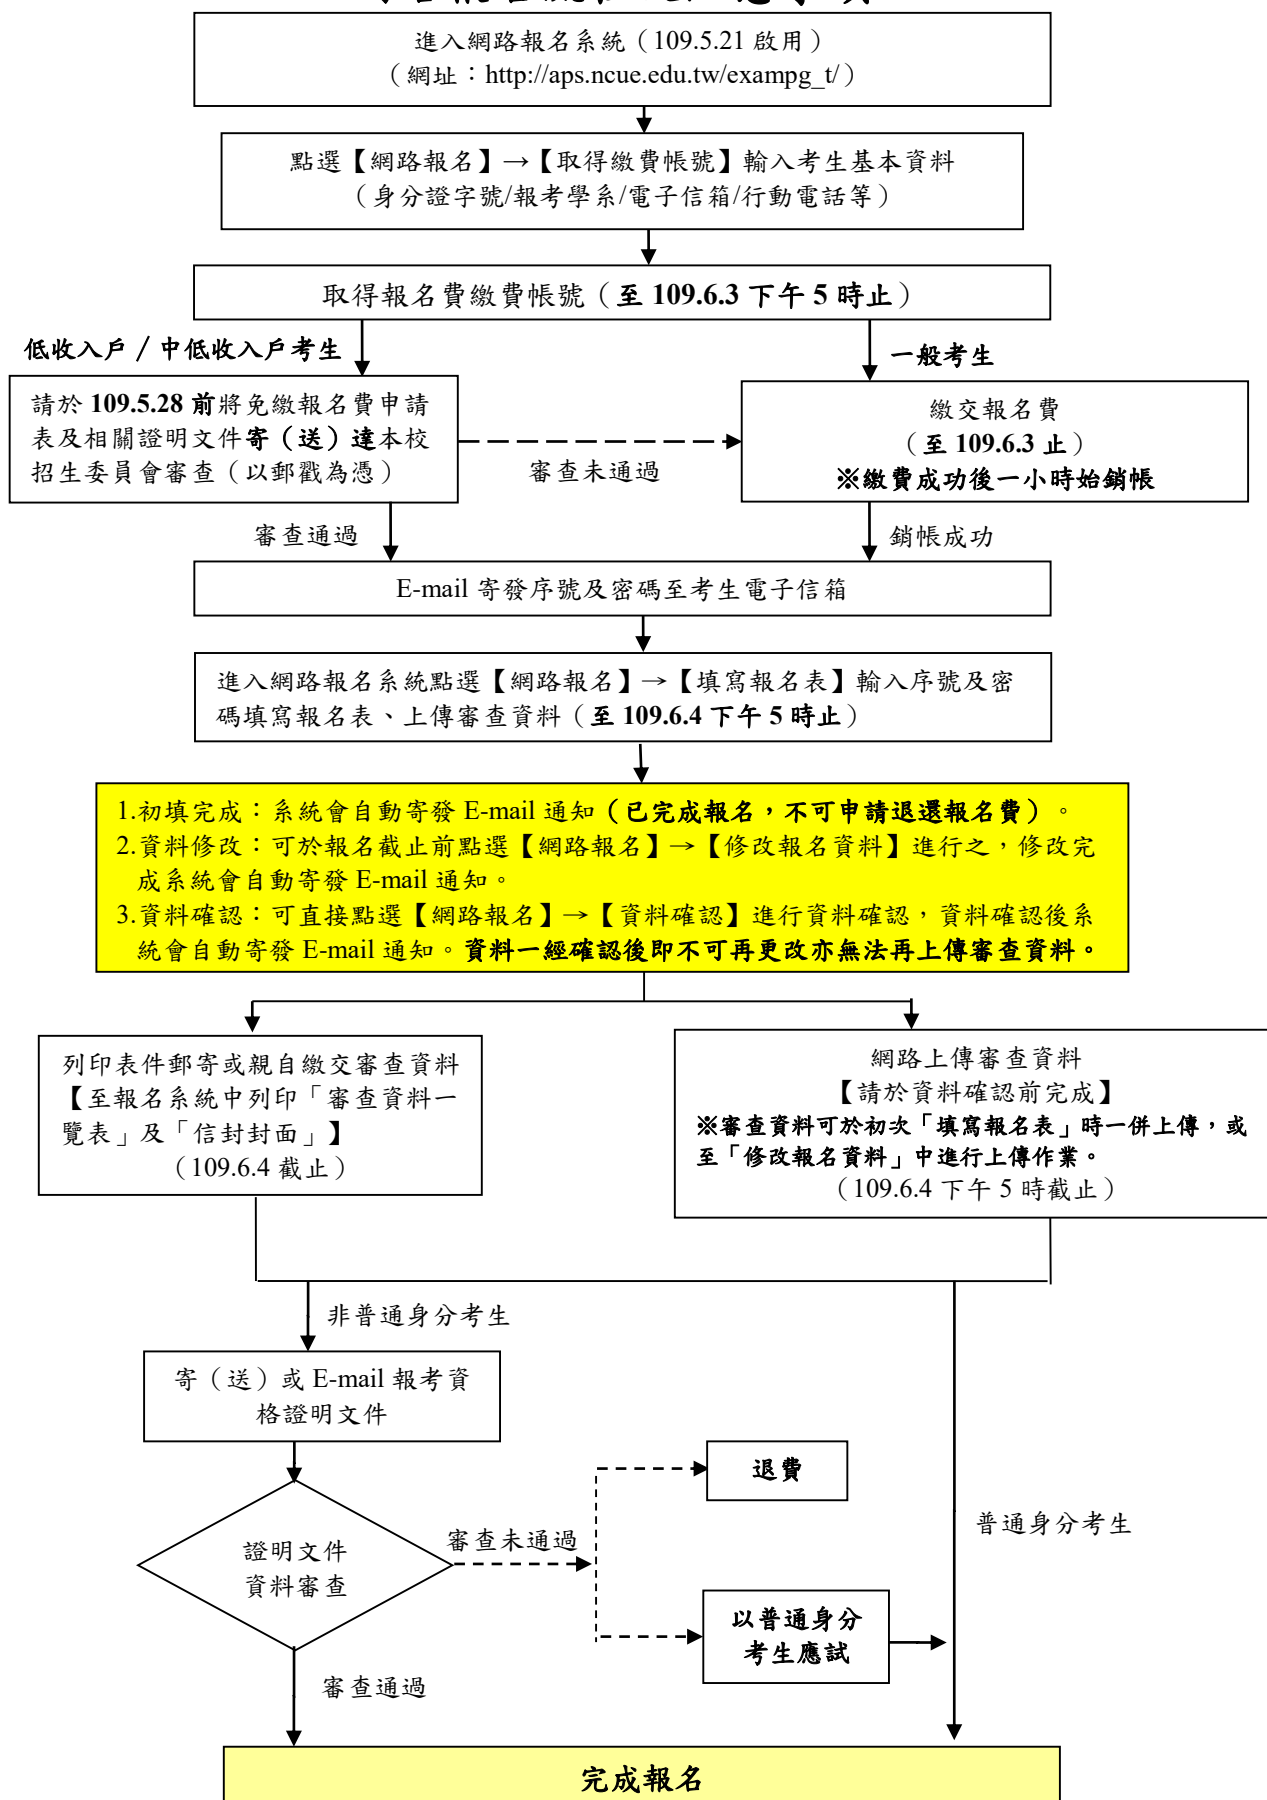 進入網路報名系統（109.5.21 啟用）
（網址：http://aps.ncue.edu.tw/exampg_t/）
點選【網路報名】→【取得繳費帳號】輸入考生基本資料
（身分證字號/報考學系/電子信箱/行動電話等）
取得報名費繳費帳號（至 109.6.3 下午 5 時止）
低收入戶／中低收入戶考生
一般考生
請於 109.5.28 前將免繳報名費申請
表及相關證明文件寄（送）達本校
招生委員會審查（以郵戳為憑）
審查未通過
繳交報名費
（至 109.6.3 止）
※繳費成功後一小時始銷帳
審查通過
銷帳成功
E-mail 寄發序號及密碼至考生電子信箱
進入網路報名系統點選【網路報名】→【填寫報名表】輸入序號及密
碼填寫報名表、上傳審查資料（至 109.6.4 下午 5 時止）
1.初填完成：系統會自動寄發 E-mail 通知（已完成報名，不可申請退還報名費）。
2.資料修改：可於報名截止前點選【網路報名】→【修改報名資料】進行之，修改完
成系統會自動寄發 E-mail 通知。
3.資料確認：可直接點選【網路報名】→【資料確認】進行資料確認，資料確認後系
統會自動寄發 E-mail 通知。資料一經確認後即不可再更改亦無法再上傳審查資料。
列印表件郵寄或親自繳交審查資料
【至報名系統中列印「審查資料一
覽表」及「信封封面」】
（109.6.4 截止）
網路上傳審查資料
【請於資料確認前完成】
※審查資料可於初次「填寫報名表」時一併上傳，或
至「修改報名資料」中進行上傳作業。
（109.6.4 下午 5 時截止）
非普通身分考生
寄（送）或 E-mail 報考資
格證明文件
退費
普通身分考生
審查未通過
證明文件
資料審查
以普通身分
考生應試
審查通過
完成報名